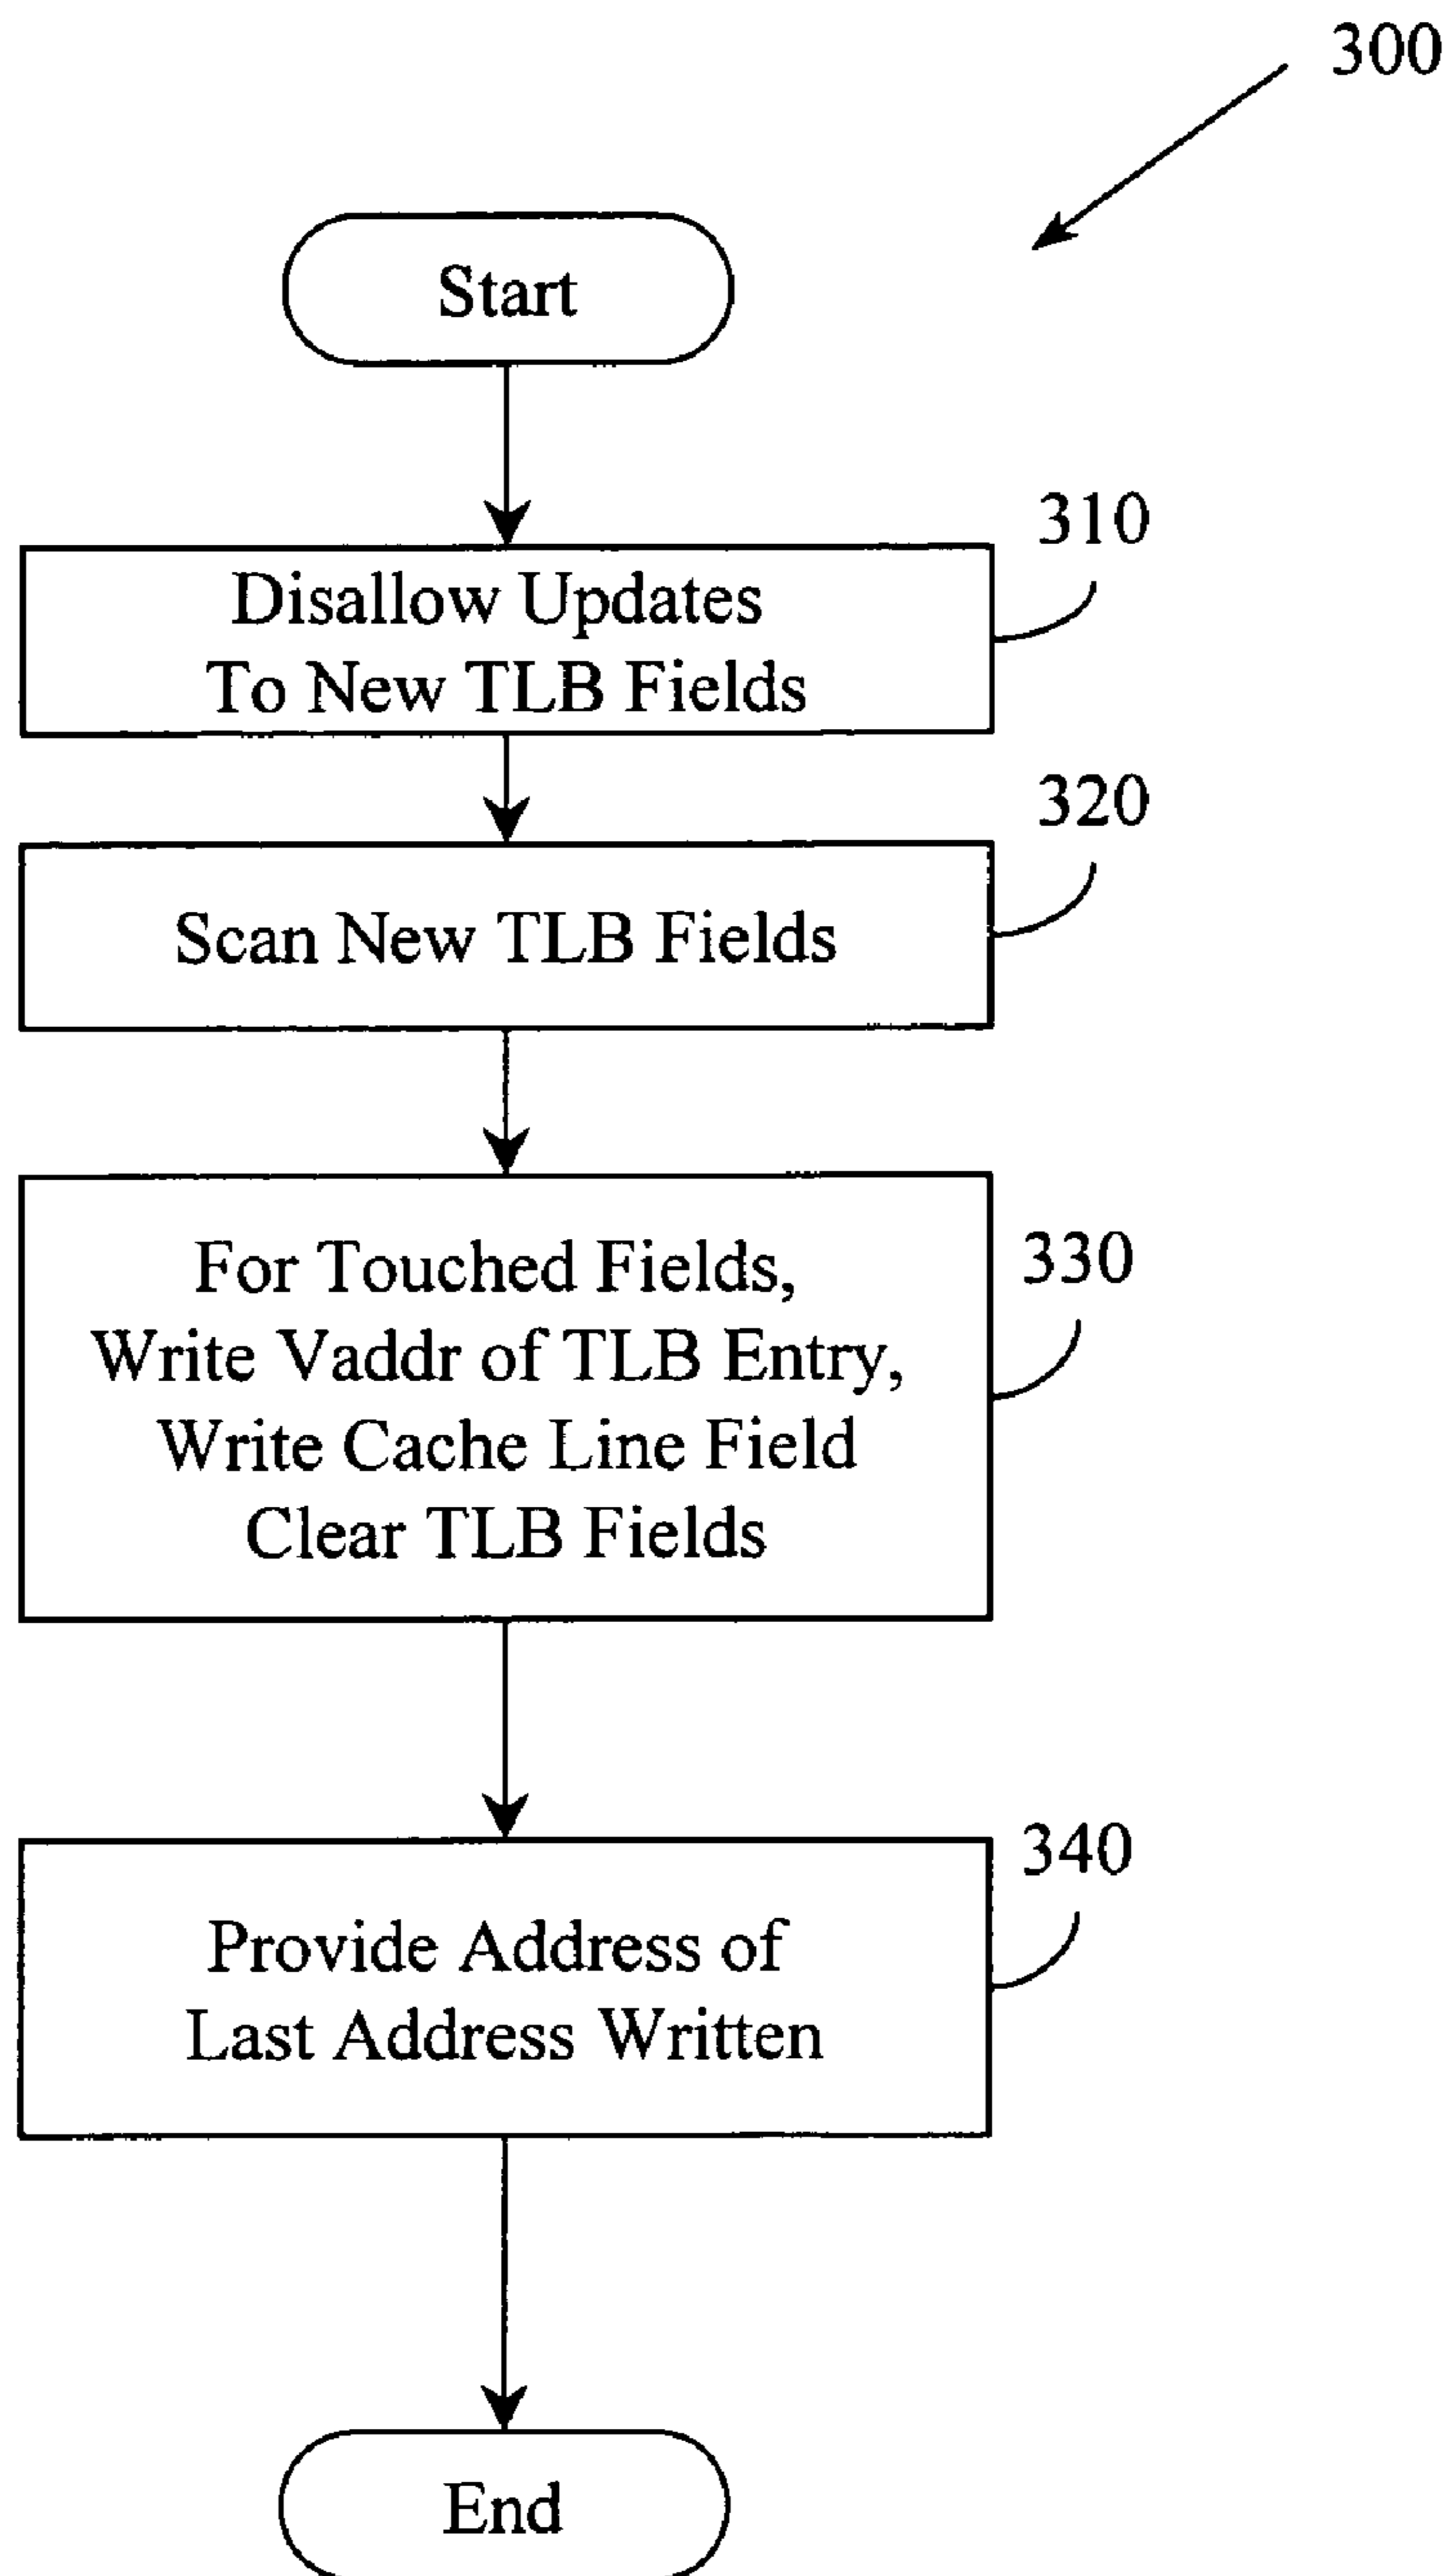 300
Start
310
Disallow Updates
To New TLB Fields
320
Scan New TLB Fields
330
For Touched Fields,
Write Vaddr of TLB Entry,
Write Cache Line Field
Clear TLB Fields
340
Provide Address of
Last Address Written
End